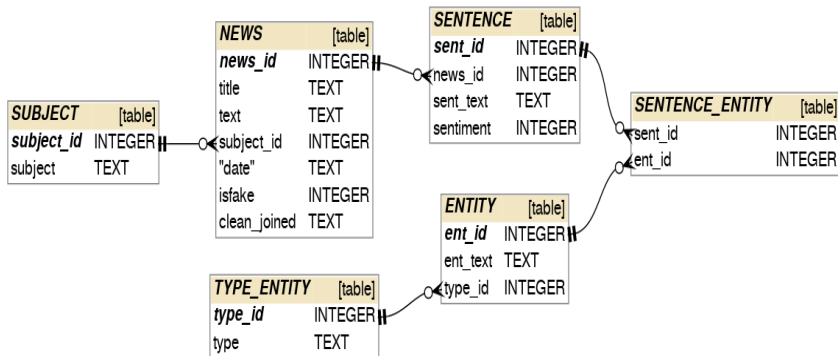 SUBJECT [table]
subject_id INTEGER
subject TEXT
NEWS [table]
news_id INTEGER
title TEXT
text TEXT
subject_id INTEGER
"date" TEXT
isfake INTEGER
clean_joined TEXT
SENTENCE [table]
sent_id INTEGER
news_id INTEGER
sent_text TEXT
sentiment INTEGER
SENTENCE_ENTITY [table]
sent_id INTEGER
ent_id INTEGER
ENTITY [table]
ent_id INTEGER
ent_text TEXT
type_id INTEGER
TYPE_ENTITY [table]
type_id INTEGER
type TEXT